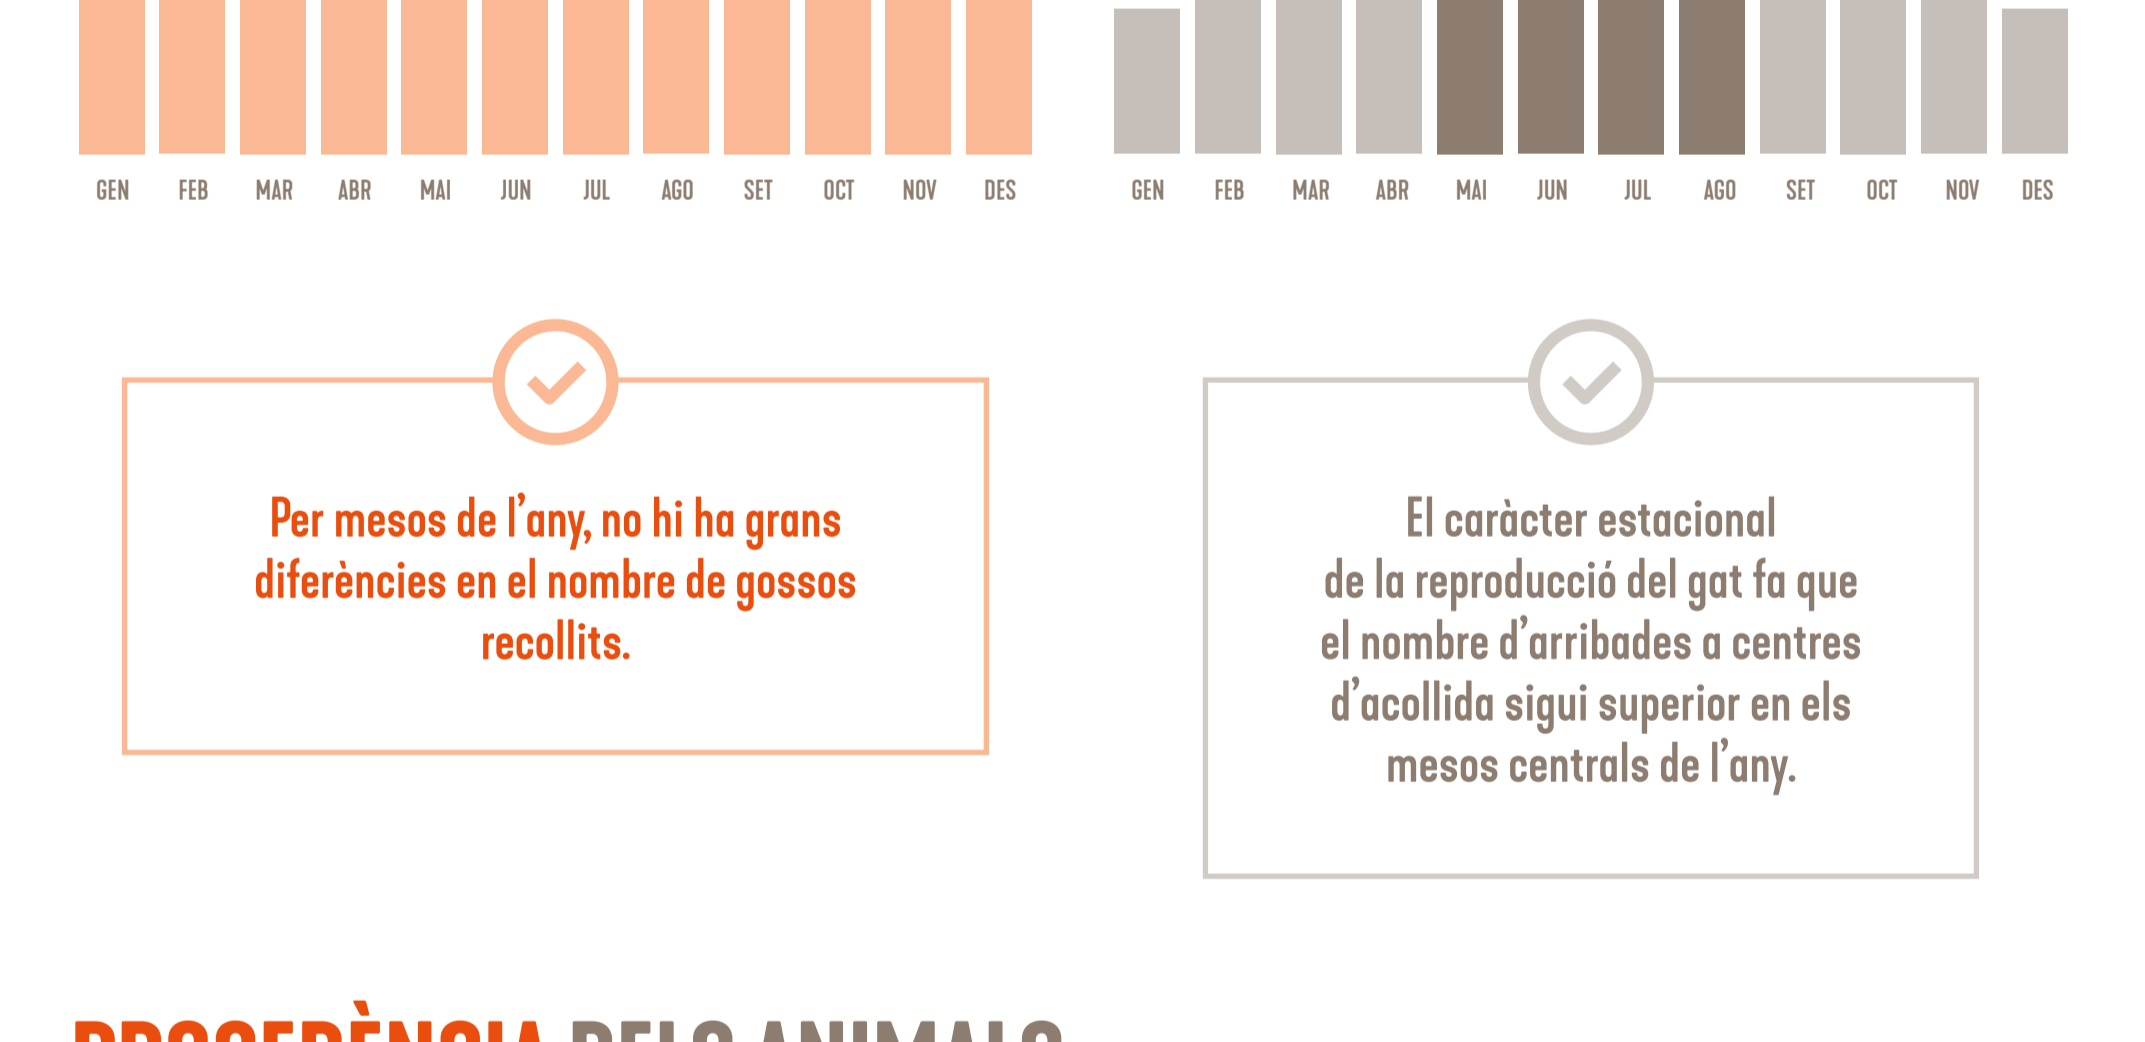 GEN FEB MAR ABR MAI JUN JUL AGO SET OCT NOV DES
GEN FEB MAR ABR MAI JUN JUL AGO SET OCT NOV DES
Per mesos de l’any, no hi ha grans
diferències en el nombre de gossos
recollits.
El caràcter estacional
de la reproducció del gat fa que
el nombre d’arribades a centres
d’acollida sigui superior en els
mesos centrals de l’any.
PROCEDÈNCIA DELS ANIMALS